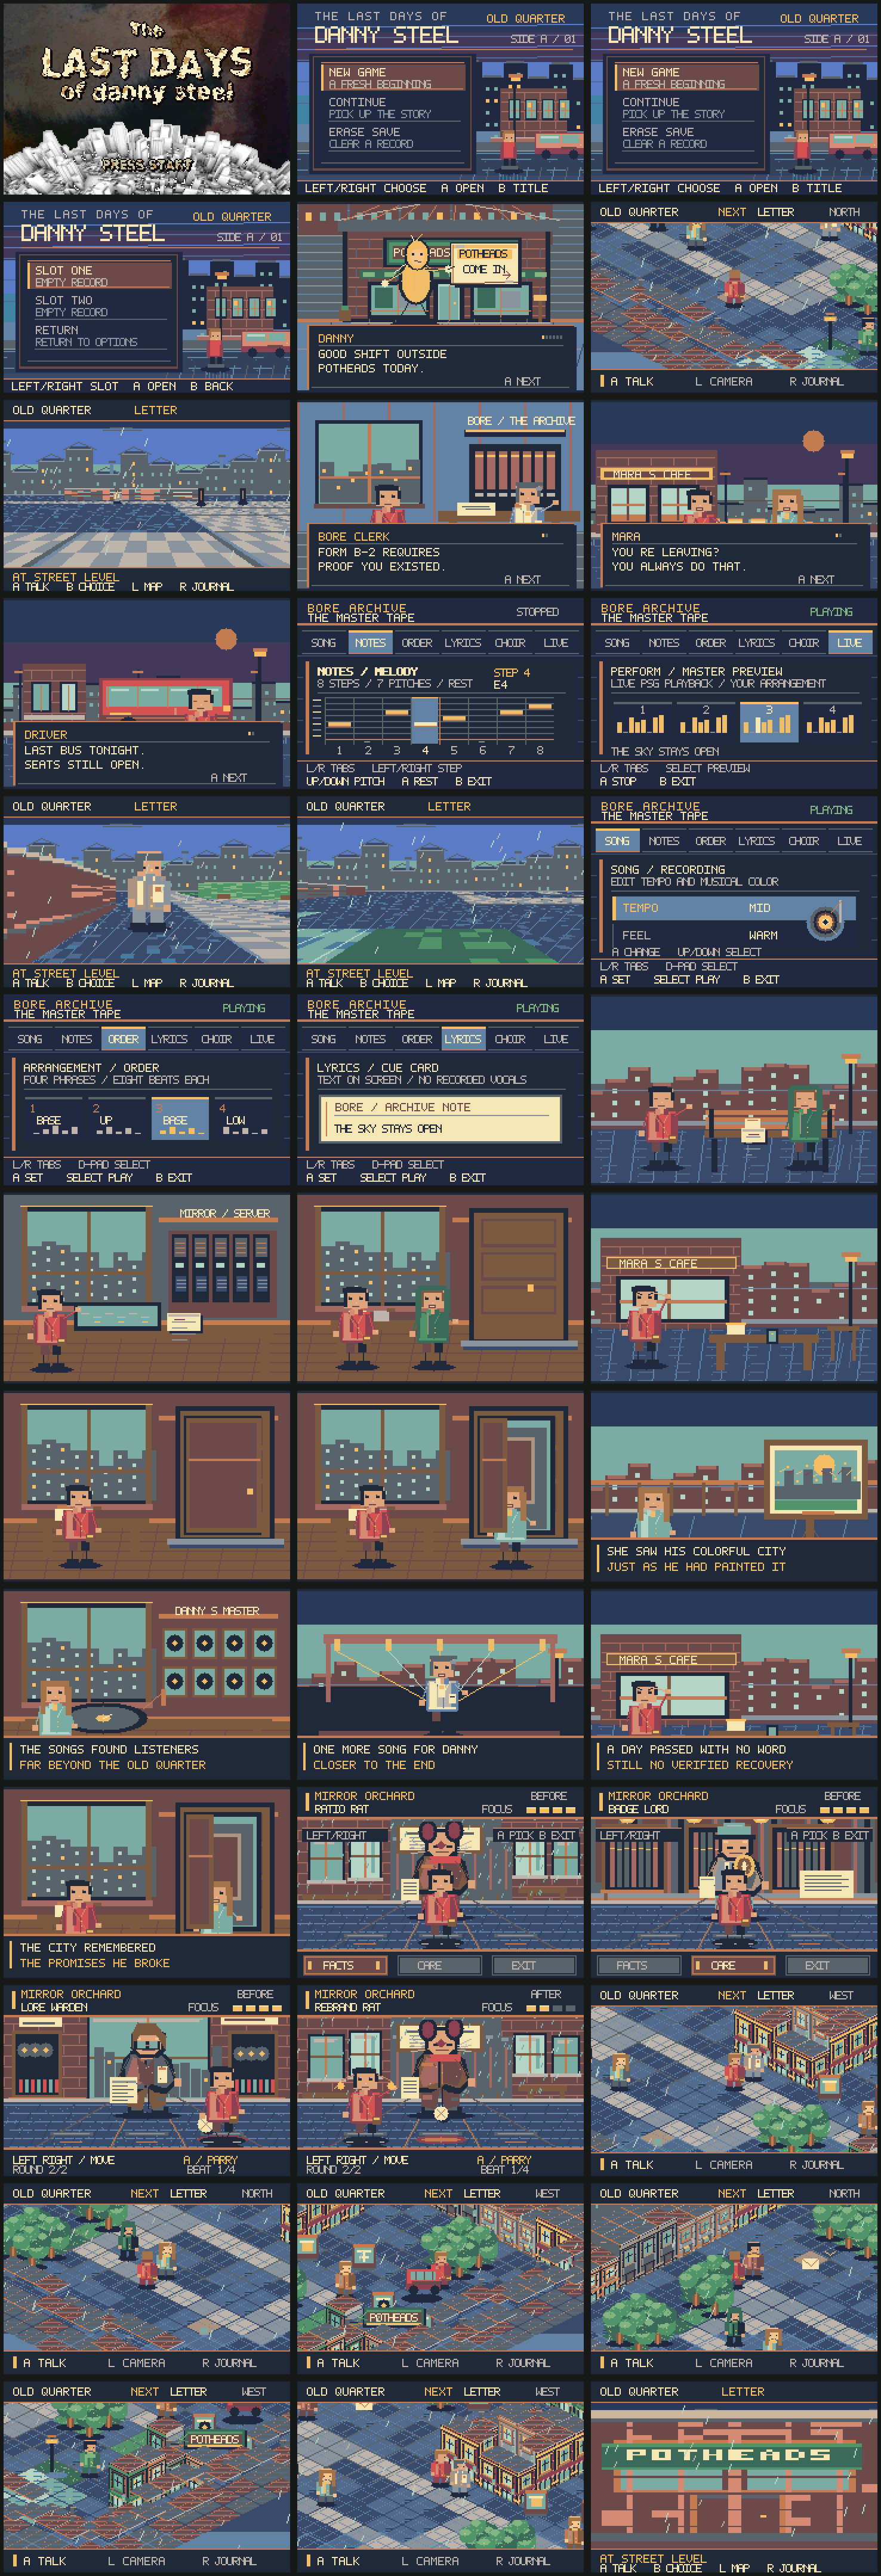 The
LAST DAYS
of danny steel
PRESS START
THE LAST DAYS OF
DANNY STEEL
OLD QUARTER
SIDE A / 01
NEW GAME
A FRESH BEGINNING
CONTINUE
PICK UP THE STORY
ERASE SAVE
CLEAR A RECORD
LEFT/RIGHT CHOOSE A OPEN B TITLE
THE LAST DAYS OF
DANNY STEEL
OLD QUARTER
SIDE A / 01
NEW GAME
A FRESH BEGINNING
CONTINUE
PICK UP THE STORY
ERASE SAVE
CLEAR A RECORD
LEFT/RIGHT CHOOSE A OPEN B TITLE
THE LAST DAYS OF
DANNY STEEL
OLD QUARTER
SIDE A / 01
SLOT ONE
EMPTY RECORD
SLOT TWO
EMPTY RECORD
RETURN
RETURN TO OPTIONS
LEFT/RIGHT SLOT A OPEN B BACK
POTHEADS
COME IN
DANNY
GOOD SHIFT OUTSIDE
POTHEADS TODAY.
A NEXT
OLD QUARTER NEXT LETTER NORTH
A TALK L CAMERA R JOURNAL
OLD QUARTER LETTER
AT STREET LEVEL
A TALK B CHOICE L MAP R JOURNAL
BORE / THE ARCHIVE
BORE CLERK
FORM B-2 REQUIRES
PROOF YOU EXISTED.
A NEXT
MARA S CAFE
MARA
YOU RE LEAVING?
YOU ALWAYS DO THAT.
A NEXT
DRIVER
LAST BUS TONIGHT.
SEATS STILL OPEN.
A NEXT
BORE ARCHIVE
THE MASTER TAPE
STOPPED
SONG NOTES ORDER LYRICS CHOIR LIVE
NOTES / MELODY
8 STEPS / 7 PITCHES / REST
STEP 4
E4
1 2 3 4 5 6 7 8
L/R TABS LEFT/RIGHT STEP
UP/DOWN PITCH A REST B EXIT
BORE ARCHIVE
THE MASTER TAPE
PLAYING
SONG NOTES ORDER LYRICS CHOIR LIVE
PERFORM / MASTER PREVIEW
LIVE PSG PLAYBACK / YOUR ARRANGEMENT
1 2 3 4
THE SKY STAYS OPEN
L/R TABS SELECT PREVIEW
A STOP B EXIT
OLD QUARTER LETTER
AT STREET LEVEL
A TALK B CHOICE L MAP R JOURNAL
OLD QUARTER LETTER
AT STREET LEVEL
A TALK B CHOICE L MAP R JOURNAL
BORE ARCHIVE
THE MASTER TAPE
PLAYING
SONG NOTES ORDER LYRICS CHOIR LIVE
SONG / RECORDING
EDIT TEMPO AND MUSICAL COLOR
TEMPO MID
FEEL WARM
A CHANGE UP/DOWN SELECT
L/R TABS D-PAD SELECT
A SET SELECT PLAY B EXIT
BORE ARCHIVE
THE MASTER TAPE
PLAYING
SONG NOTES ORDER LYRICS CHOIR LIVE
ARRANGEMENT / ORDER
FOUR PHRASES / EIGHT BEATS EACH
1 2 3 4
BASE UP BASE LOW
L/R TABS D-PAD SELECT
A SET SELECT PLAY B EXIT
BORE ARCHIVE
THE MASTER TAPE
PLAYING
SONG NOTES ORDER LYRICS CHOIR LIVE
LYRICS / CUE CARD
TEXT ON SCREEN / NO RECORDED VOCALS
BORE / ARCHIVE NOTE
THE SKY STAYS OPEN
L/R TABS D-PAD SELECT
A SET SELECT PLAY B EXIT
MIRROR / SERVER
MARA S CAFE
SHE SAW HIS COLORFUL CITY
JUST AS HE HAD PAINTED IT
DANNY S MASTER
THE SONGS FOUND LISTENERS
FAR BEYOND THE OLD QUARTER
ONE MORE SONG FOR DANNY
CLOSER TO THE END
MARA S CAFE
A DAY PASSED WITH NO WORD
STILL NO VERIFIED RECOVERY
THE CITY REMEMBERED
THE PROMISES HE BROKE
MIRROR ORCHARD BEFORE
RATIO RAT FOCUS
LEFT/RIGHT A PICK B EXIT
FACTS CARE EXIT
MIRROR ORCHARD BEFORE
BADGE LORD FOCUS
LEFT/RIGHT A PICK B EXIT
FACTS CARE EXIT
MIRROR ORCHARD BEFORE
LORE WARDEN FOCUS
LEFT RIGHT / MOVE A / PARRY
ROUND 2/2 BEAT 1/4
MIRROR ORCHARD AFTER
REBRAND RAT FOCUS
LEFT RIGHT / MOVE A / PARRY
ROUND 2/2 BEAT 1/4
OLD QUARTER NEXT LETTER WEST
A TALK L CAMERA R JOURNAL
OLD QUARTER NEXT LETTER NORTH
A TALK L CAMERA R JOURNAL
OLD QUARTER NEXT LETTER WEST
POTHEADS
A TALK L CAMERA R JOURNAL
OLD QUARTER NEXT LETTER NORTH
A TALK L CAMERA R JOURNAL
OLD QUARTER NEXT LETTER WEST
POTHEADS
A TALK L CAMERA R JOURNAL
OLD QUARTER NEXT LETTER WEST
A TALK L CAMERA R JOURNAL
OLD QUARTER LETTER
POTHEADS
AT STREET LEVEL
A TALK B CHOICE L MAP R JOURNAL